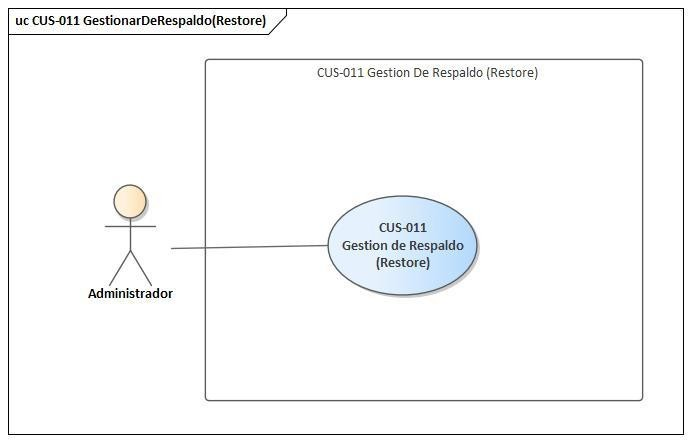 uc CUS-011 GestionarDeRespaldo(Restore)
CUS-011 Gestion De Respaldo (Restore)
CUS-011
Gestion de Respaldo
(Restore)
Administrador